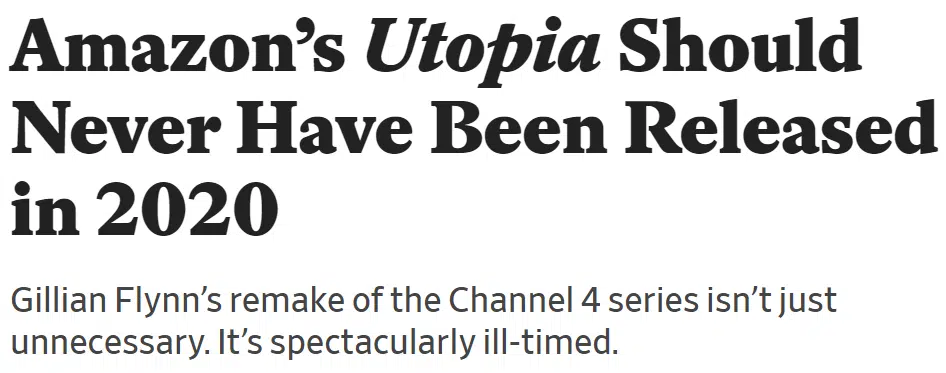 Amazon’s Utopia Should
Never Have Been Released
in 2020
Gillian Flynn’s remake of the Channel 4 series isn’t just
unnecessary. It’s spectacularly ill-timed.